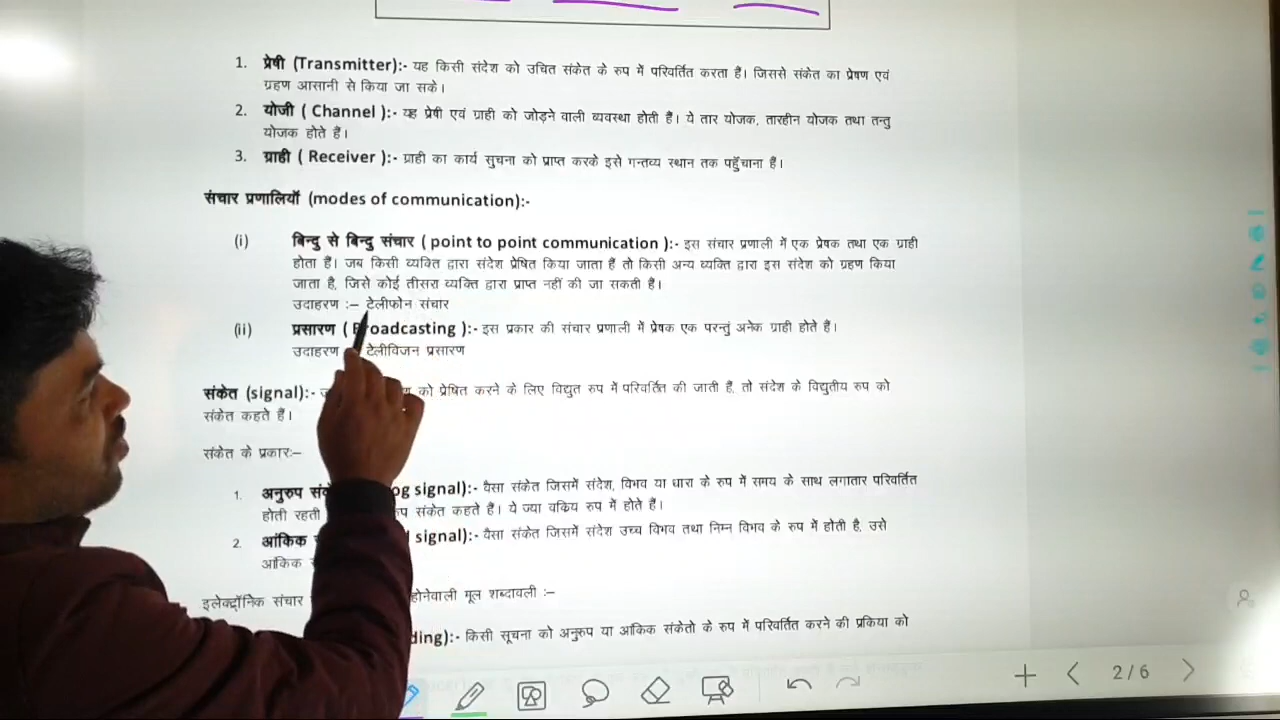 1. प्रेषी (Transmitter):- यह किसी संदेश को उचित संकेत के रुप में परिवर्तित करता हैं। जिससे संकेत का प्रेषण एवं
ग्रहण आसानी से किया जा सके।
2. योजी ( Channel ):- यह प्रेषी एवं ग्राही को जोड़ने वाली व्यवस्था होती हैं। ये तार योजक, तारहीन योजक तथा तन्तु
योजक होते हैं।
3. ग्राही ( Receiver ):- ग्राही का कार्य सुचना को प्राप्त करके इसे गन्तव्य स्थान तक पहुँचाना हैं।
संचार प्रणालियॉ (modes of communication):-
(i) बिन्दु से बिन्दु संचार ( point to point communication ):- इस संचार प्रणाली में एक प्रेषक तथा एक ग्राही
होता हैं। जब किसी व्यक्ति द्वारा संदेश प्रेषित किया जाता हैं तो किसी अन्य व्यक्ति द्वारा इस संदेश को ग्रहण किया
जाता है, जिसे कोई तीसरा व्यक्ति द्वारा प्राप्त नहीं की जा सकती हैं।
उदाहरण :– टेलीफोन संचार
(ii) प्रसारण ( Broadcasting ):- इस प्रकार की संचार प्रणाली में प्रेषक एक परन्तुं अनेक ग्राही होते हैं।
उदाहरण टेलीविजन प्रसारण
संकेत (signal):- को प्रेषित करने के लिए विद्युत रुप में परिवर्तित की जाती हैं, तो संदेश के विद्युतीय रुप को
संकेत कहते हैं।
संकेत के प्रकार:–
1. अनुरुप signal):- वैसा संकेत जिसमें संदेश, विभव या धारा के रुप में समय के साथ लगातार परिवर्तित
होती रहती संकेत कहते हैं। ये ज्या वक्रिय रुप में होते हैं।
2. आंकिक signal):- वैसा संकेत जिसमें संदेश उच्च विभव तथा निम्न विभव के रुप में होती है, उसे
आंकिक
इलेक्ट्रॉनिक संचार होनेवाली मूल शब्दावली :–
किसी सूचना को अनुरुप या आंकिक संकेतो के रुप में परिवर्तित करने की प्रकिया को
2/6